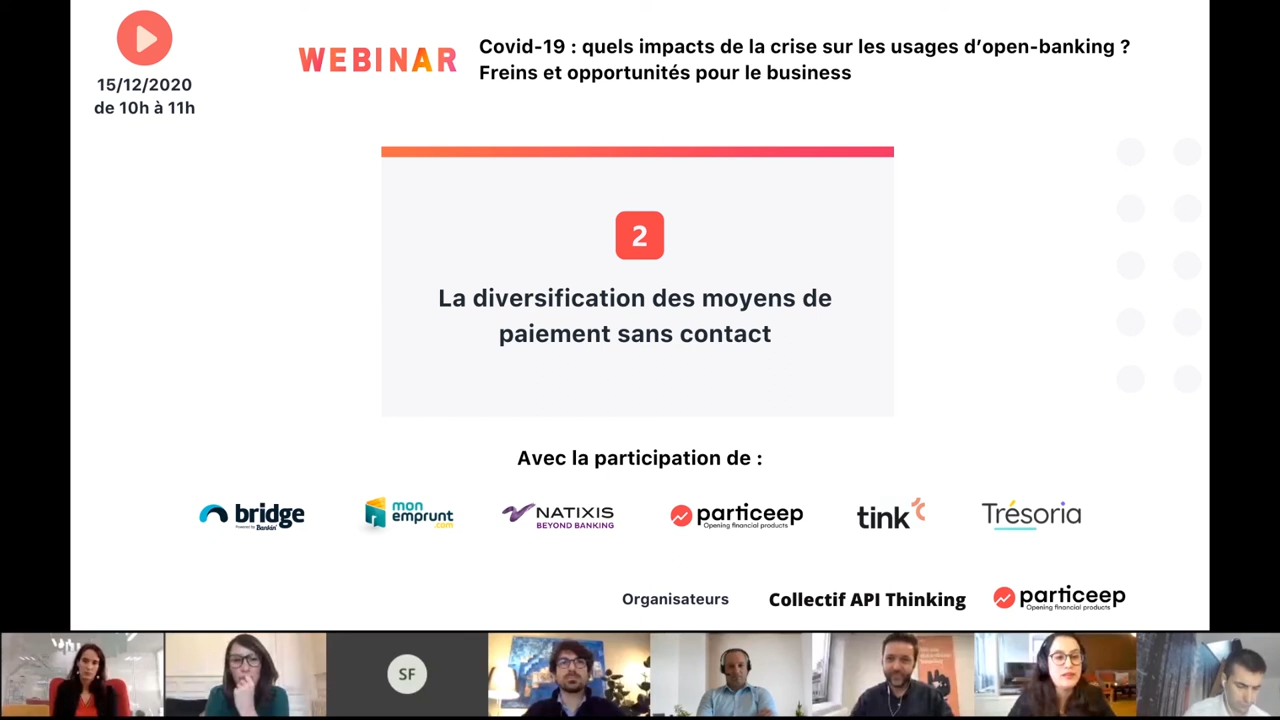 15/12/2020
de 10h à 11h
WEBINAR
Covid-19 : quels impacts de la crise sur les usages d'open-banking ?
Freins et opportunités pour le business
2
La diversification des moyens de
paiement sans contact
Avec la participation de :
bridge
Powered by Bankin'
mon
emprunt
.com
NATIXIS
BEYOND BANKING
particeep
Opening financial products
tink
Trésoria
Organisateurs
Collectif API Thinking
particeep
Opening financial products
SF